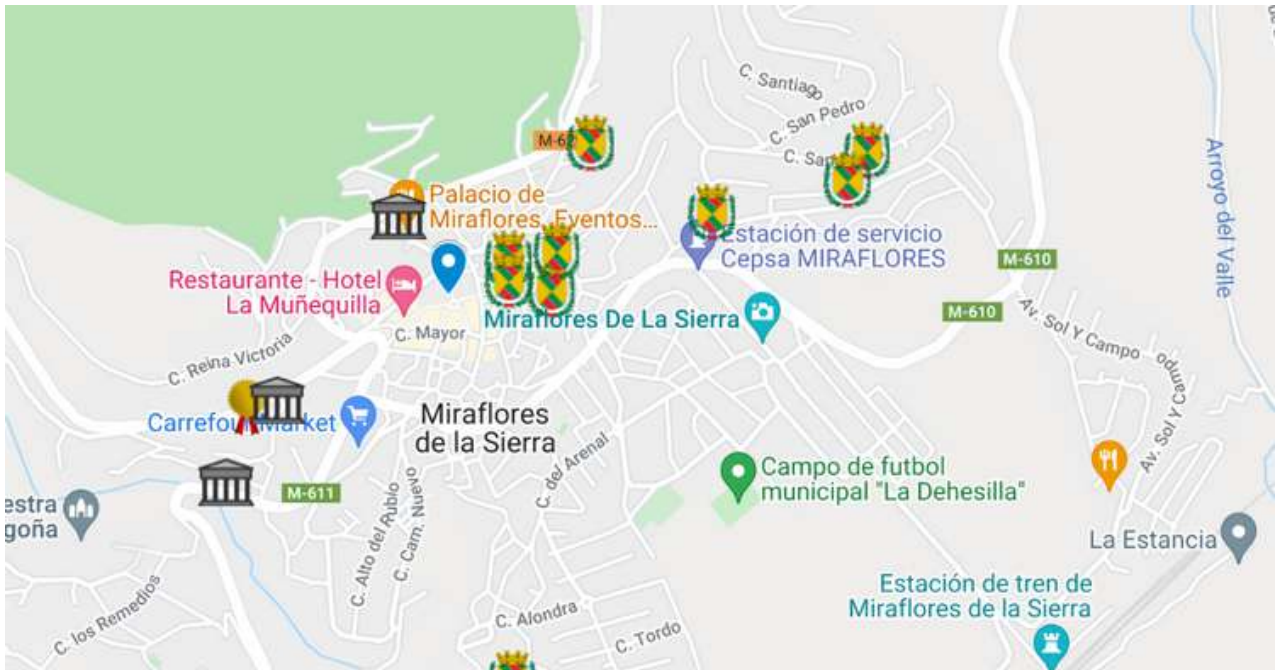 C. Santiago
C. San Pedro
M-62
C. San
Arroyo del Valle
Palacio de
Miraflores, Eventos...
Estación de servicio
Cepsa MIRAFLORES
M-610
Restaurante - Hotel
La Muñequilla
M-610
Miraflores De La Sierra
Av. Sol Y Campo
C. Mayor
C. Reina Victoria
Av. Sol Y Campo
Carrefour Market
Miraflores
de la Sierra
C. del Arenal
Campo de futbol
municipal "La Dehesilla"
M-611
estra
goña
C. Alto del Rubio
C. Cam. Nuevo
La Estancia
Estación de tren de
Miraflores de la Sierra
C. los Remedios
C. Alondra
C. Tordo